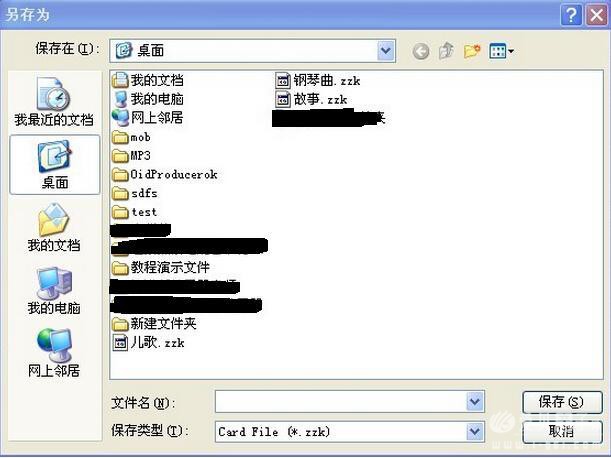 另存为
保存在(I):
桌面
我最近的文档
桌面
我的文档
我的电脑
网上邻居
我的文档
我的电脑
网上邻居
mob
MP3
OidProducerok
sdfs
test
教程演示文件
新建文件夹
儿歌.zzk
钢琴曲.zzk
故事.zzk
夹
文件名(N):
保存(S)
保存类型(T):
Card File (*.zzk)
取消